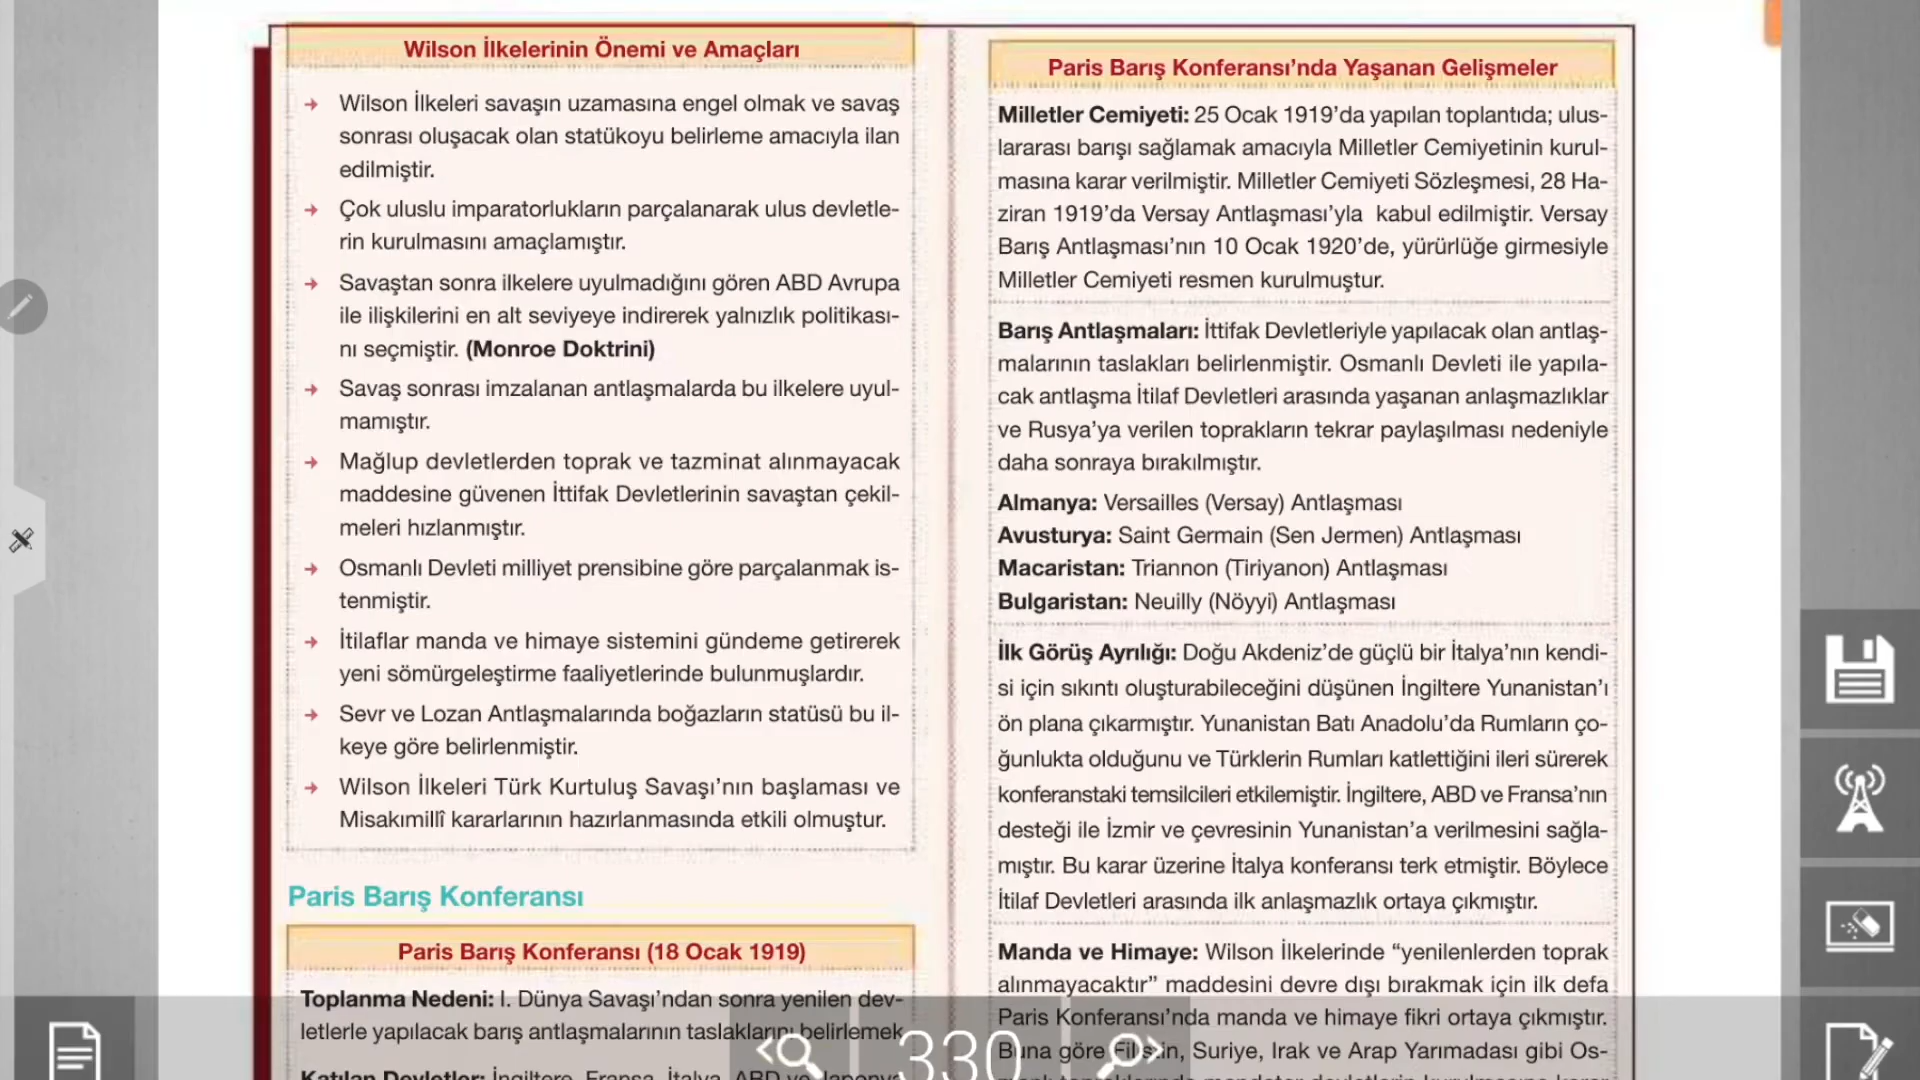 Wilson İlkelerinin Önemi ve Amaçları
Wilson İlkeleri savaşın uzamasına engel olmak ve savaş
sonrası oluşacak olan statükoyu belirleme amacıyla ilan
edilmiştir.
Çok uluslu imparatorlukların parçalanarak ulus devletle-
rin kurulmasını amaçlamıştır.
Savaştan sonra ilkelere uyulmadığını gören ABD Avrupa
ile ilişkilerini en alt seviyeye indirerek yalnızlık politikası-
nı seçmiştir. (Monroe Doktrini)
Savaş sonrası imzalanan antlaşmalarda bu ilkelere uyul-
mamıştır.
Mağlup devletlerden toprak ve tazminat alınmayacak
maddesine güvenen İttifak Devletlerinin savaştan çekil-
meleri hızlanmıştır.
Osmanlı Devleti milliyet prensibine göre parçalanmak is-
tenmiştir.
İtilaflar manda ve himaye sistemini gündeme getirerek
yeni sömürgeleştirme faaliyetlerinde bulunmuşlardır.
Sevr ve Lozan Antlaşmalarında boğazların statüsü bu il-
keye göre belirlenmiştir.
Wilson İlkeleri Türk Kurtuluş Savaşı'nın başlaması ve
Misakımillî kararlarının hazırlanmasında etkili olmuştur.
Paris Barış Konferansı
Paris Barış Konferansı (18 Ocak 1919)
Toplanma Nedeni: I. Dünya Savaşı'ndan sonra yenilen dev-
letlerle yapılacak barış antlaşmalarının taslaklarını belirlemek
Katılan Devletler: İngiltere, Fransa, İtalya, ABD ve Japonya
Paris Barış Konferansı'nda Yaşanan Gelişmeler
Milletler Cemiyeti: 25 Ocak 1919'da yapılan toplantıda; ulus-
lararası barışı sağlamak amacıyla Milletler Cemiyetinin kurul-
masına karar verilmiştir. Milletler Cemiyeti Sözleşmesi, 28 Ha-
ziran 1919'da Versay Antlaşması'yla kabul edilmiştir. Versay
Barış Antlaşması'nın 10 Ocak 1920'de, yürürlüğe girmesiyle
Milletler Cemiyeti resmen kurulmuştur.
Barış Antlaşmaları: İttifak Devletleriyle yapılacak olan antlaş-
malarının taslakları belirlenmiştir. Osmanlı Devleti ile yapıla-
cak antlaşma İtilaf Devletleri arasında yaşanan anlaşmazlıklar
ve Rusya'ya verilen toprakların tekrar paylaşılması nedeniyle
daha sonraya bırakılmıştır.
Almanya: Versailles (Versay) Antlaşması
Avusturya: Saint Germain (Sen Jermen) Antlaşması
Macaristan: Triannon (Tiriyanon) Antlaşması
Bulgaristan: Neuilly (Nöyyi) Antlaşması
İlk Görüş Ayrılığı: Doğu Akdeniz'de güçlü bir İtalya'nın kendi-
si için sıkıntı oluşturabileceğini düşünen İngiltere Yunanistan'ı
ön plana çıkarmıştır. Yunanistan Batı Anadolu'da Rumların ço-
ğunlukta olduğunu ve Türklerin Rumları katlettiğini ileri sürerek
konferanstaki temsilcileri etkilemiştir. İngiltere, ABD ve Fransa'nın
desteği ile İzmir ve çevresinin Yunanistan'a verilmesini sağla-
mıştır. Bu karar üzerine İtalya konferansı terk etmiştir. Böylece
İtilaf Devletleri arasında ilk anlaşmazlık ortaya çıkmıştır.
Manda ve Himaye: Wilson İlkelerinde "yenilenlerden toprak
alınmayacaktır" maddesini devre dışı bırakmak için ilk defa
Paris Konferansı'nda manda ve himaye fikri ortaya çıkmıştır.
Buna göre Filistin, Suriye, Irak ve Arap Yarımadası gibi Os-
330